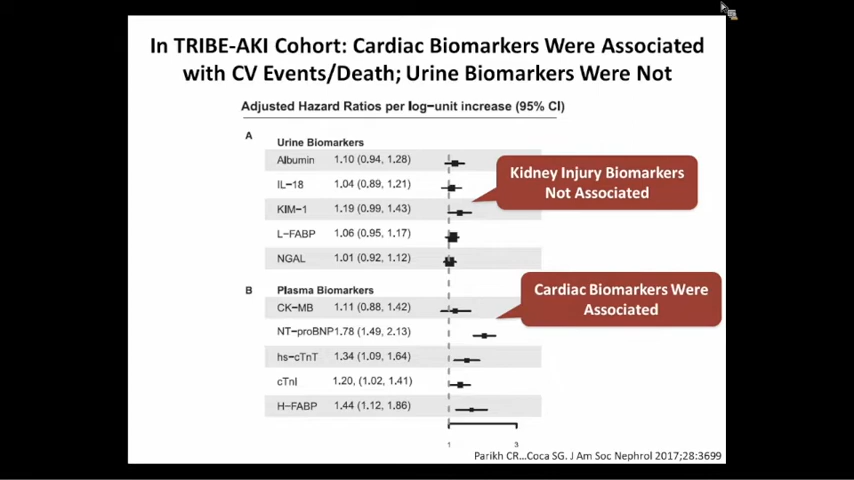 In TRIBE-AKI Cohort: Cardiac Biomarkers Were Associated
with CV Events/Death; Urine Biomarkers Were Not
Adjusted Hazard Ratios per log−unit increase (95% CI)
A
Urine Biomarkers
Albumin 1.10 (0.94, 1.28)
IL−18 1.04 (0.89, 1.21)
KIM−1 1.19 (0.99, 1.43)
L−FABP 1.06 (0.95, 1.17)
NGAL 1.01 (0.92, 1.12)
Kidney Injury Biomarkers
Not Associated
B
Plasma Biomarkers
CK−MB 1.11 (0.88, 1.42)
NT−proBNP1.78 (1.49, 2.13)
hs−cTnT 1.34 (1.09, 1.64)
cTnI 1.20, (1.02, 1.41)
H−FABP 1.44 (1.12, 1.86)
Cardiac Biomarkers Were
Associated
1 3
Parikh CR...Coca SG. J Am Soc Nephrol 2017;28:3699